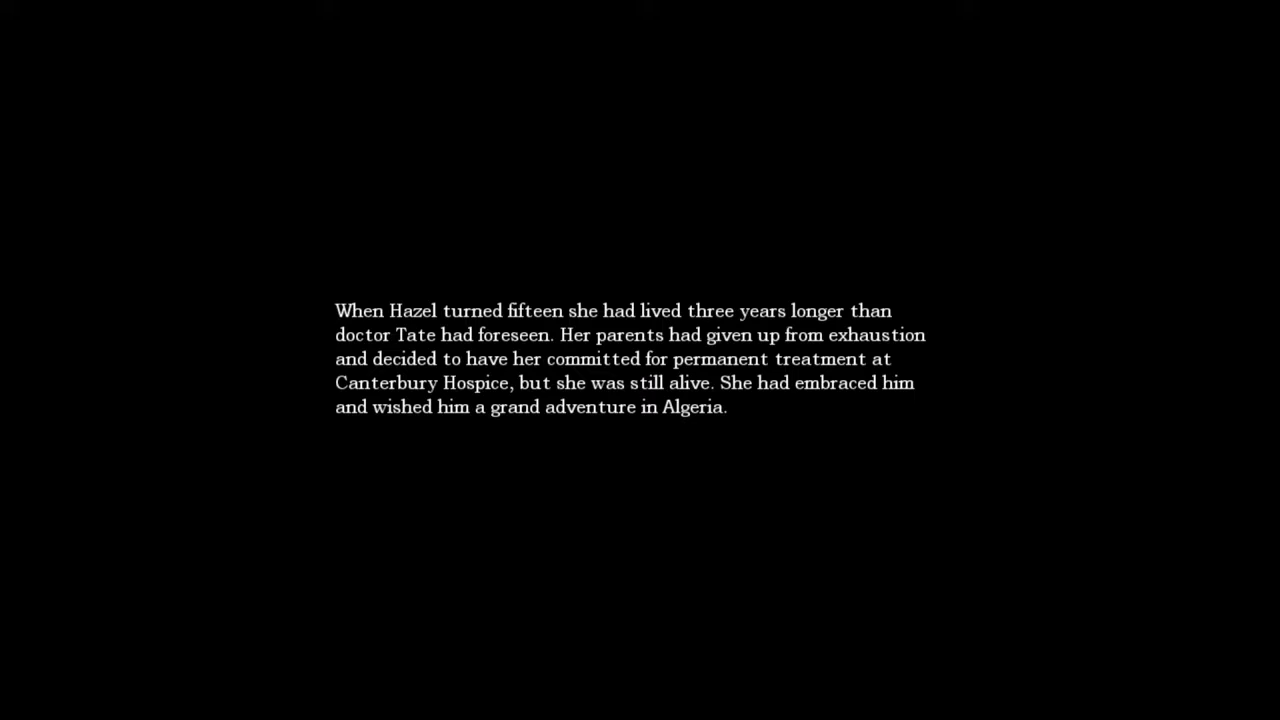 When Hazel turned fifteen she had lived three years longer than
doctor Tate had foreseen. Her parents had given up from exhaustion
and decided to have her committed for permanent treatment at
Canterbury Hospice, but she was still alive. She had embraced him
and wished him a grand adventure in Algeria.